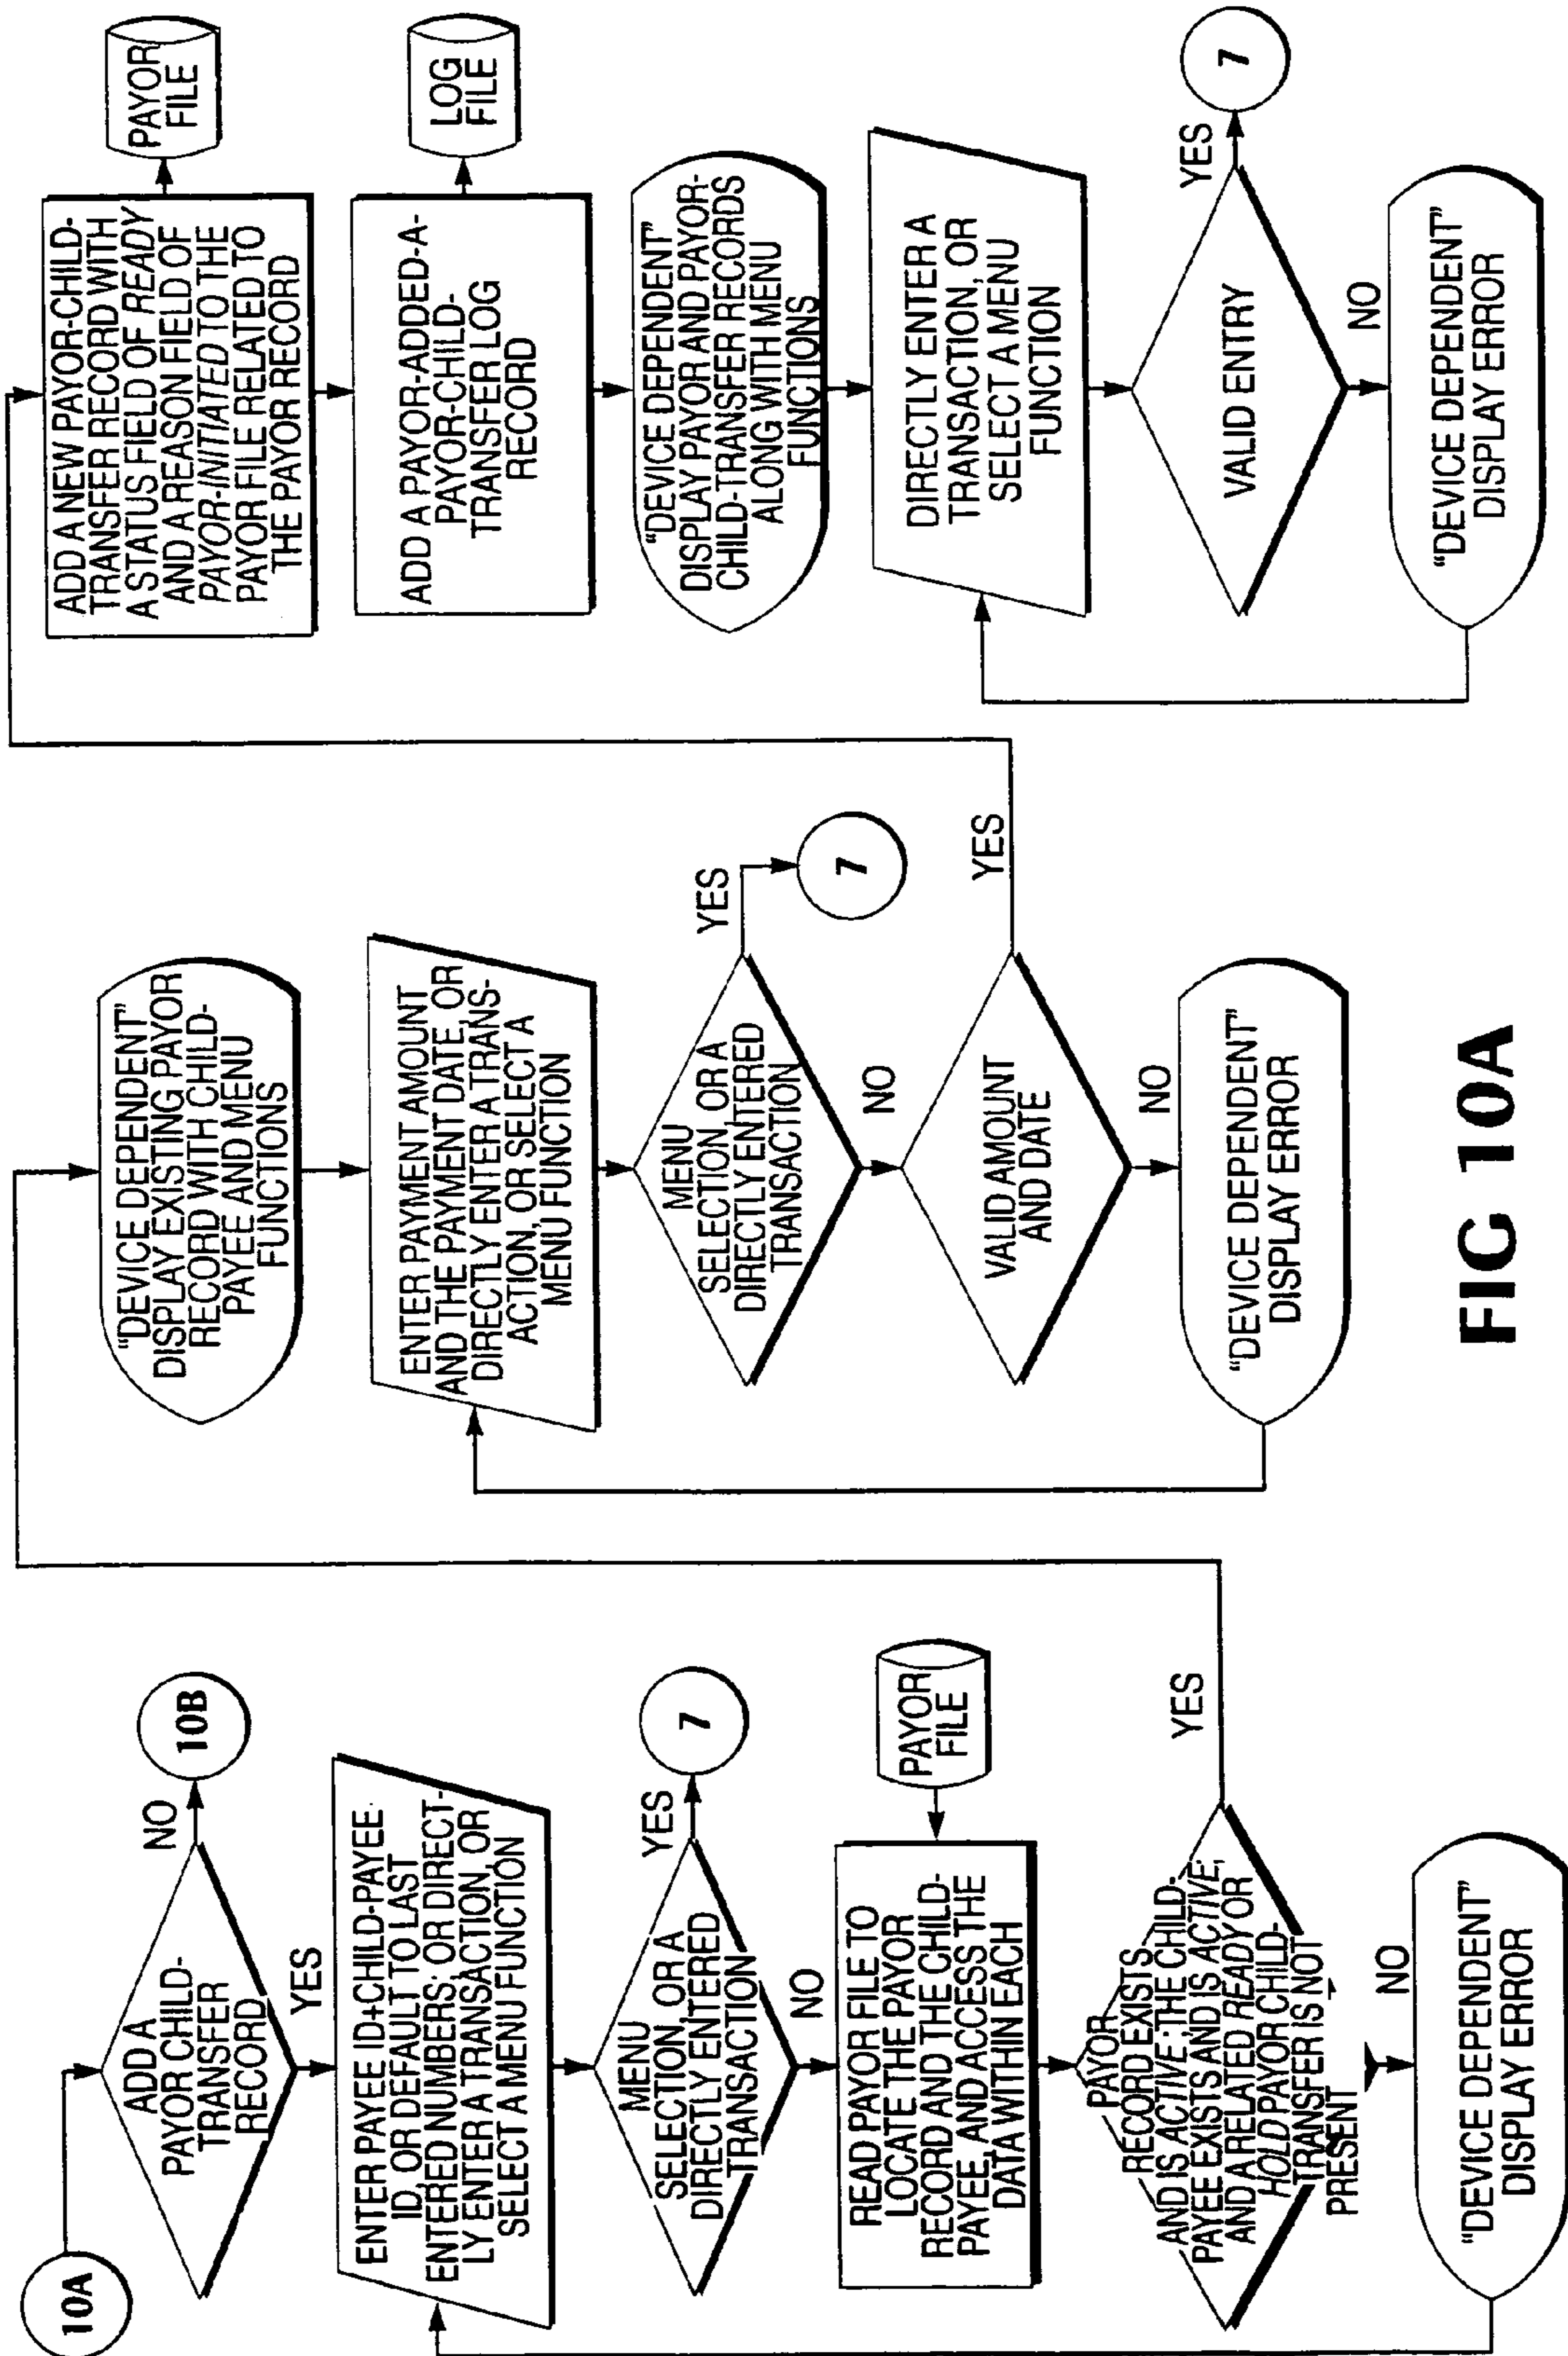 10A
ADD A
PAYOR CHILD-
TRANSFER
RECORD
NO
10B
YES
ENTER PAYEE ID+CHILD-PAYEE
ID, OR DEFAULT TO LAST
ENTERED NUMBERS; OR DIRECT-
LY ENTER A TRANSACTION, OR
SELECT A MENU FUNCTION
MENU
SELECTION, OR A
DIRECTLY ENTERED
TRANSACTION
YES
7
NO
READ PAYOR FILE TO
LOCATE THE PAYOR
RECORD AND THE CHILD-
PAYEE, AND ACCESS THE
DATA WITHIN EACH
PAYOR
FILE
PAYOR
RECORD EXISTS
AND IS ACTIVE; THE CHILD-
PAYEE EXISTS AND IS ACTIVE;
AND A RELATED READY OR
HOLD PAYOR CHILD-
TRANSFER IS NOT
PRESENT
YES
NO
"DEVICE DEPENDENT"
DISPLAY ERROR
"DEVICE DEPENDENT"
DISPLAY EXISTING PAYOR
RECORD WITH CHILD-
PAYEE AND MENU
FUNCTIONS
ENTER PAYMENT AMOUNT
AND THE PAYMENT DATE, OR
DIRECTLY ENTER A TRANS-
ACTION, OR SELECT A
MENU FUNCTION
MENU
SELECTION, OR A
DIRECTLY ENTERED
TRANSACTION
YES
7
NO
VALID AMOUNT
AND DATE
YES
NO
"DEVICE DEPENDENT"
DISPLAY ERROR
ADD A NEW PAYOR-CHILD-
TRANSFER RECORD WITH
A STATUS FIELD OF READY
AND A REASON FIELD OF
PAYOR-INITIATED TO THE
PAYOR FILE RELATED TO
THE PAYOR RECORD
PAYOR
FILE
ADD A PAYOR-ADDED-A-
PAYOR-CHILD-
TRANSFER LOG
RECORD
LOG
FILE
"DEVICE DEPENDENT"
DISPLAY PAYOR AND PAYOR-
CHILD-TRANSFER RECORDS
ALONG WITH MENU
FUNCTIONS
DIRECTLY ENTER A
TRANSACTION, OR
SELECT A MENU
FUNCTION
VALID ENTRY
YES
7
NO
"DEVICE DEPENDENT"
DISPLAY ERROR
FIG 10A